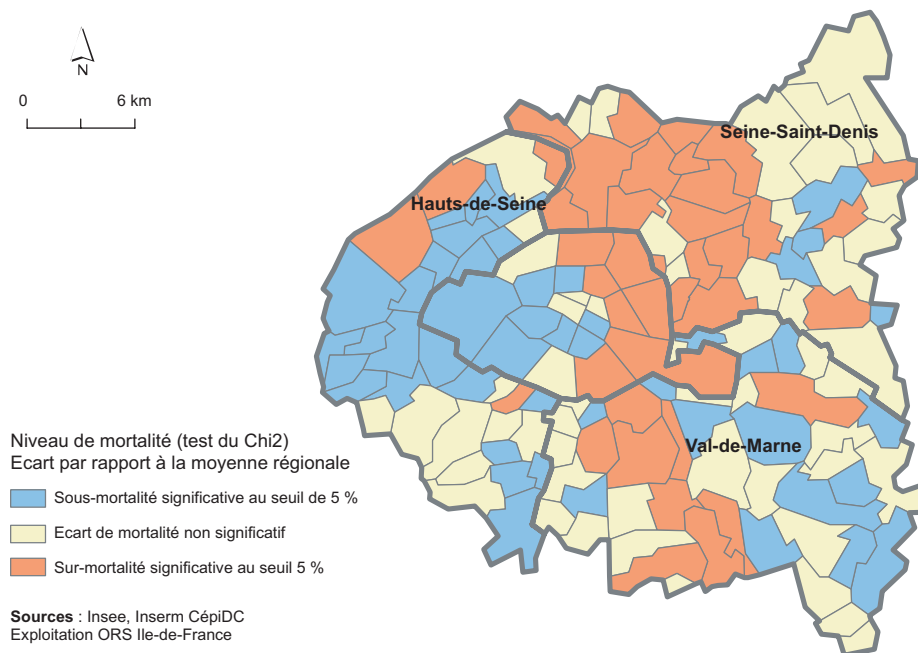 N
0 6 km
Seine-Saint-Denis
Hauts-de-Seine
Val-de-Marne
Niveau de mortalité (test du Chi2)
Ecart par rapport à la moyenne régionale
Sous-mortalité significative au seuil de 5 %
Ecart de mortalité non significatif
Sur-mortalité significative au seuil 5 %
Sources : Insee, Inserm CépiDC
Exploitation ORS Ile-de-France